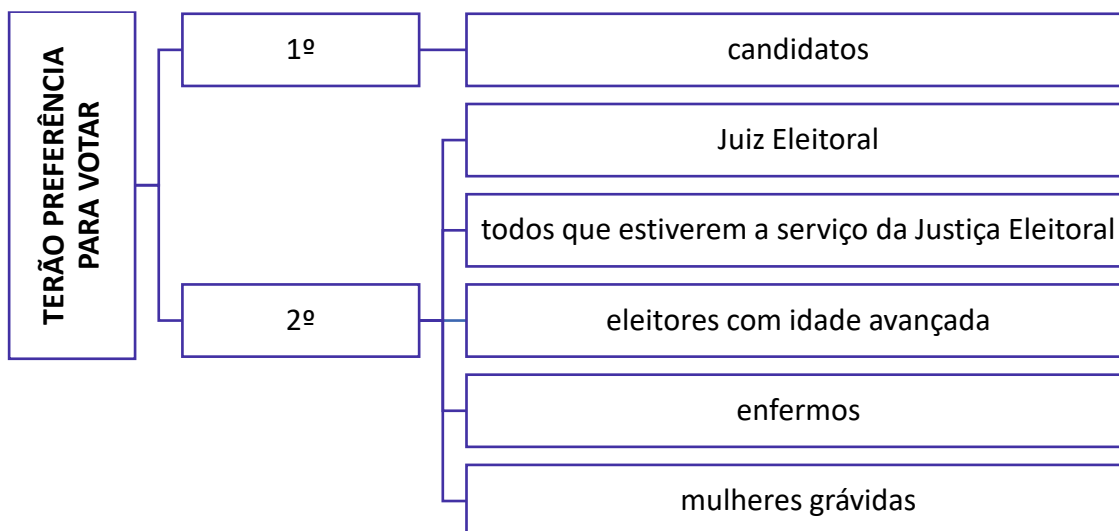 TERÃO PREFERÊNCIA
PARA VOTAR
1º
candidatos
2º
Juiz Eleitoral
todos que estiverem a serviço da Justiça Eleitoral
eleitores com idade avançada
enfermos
mulheres grávidas